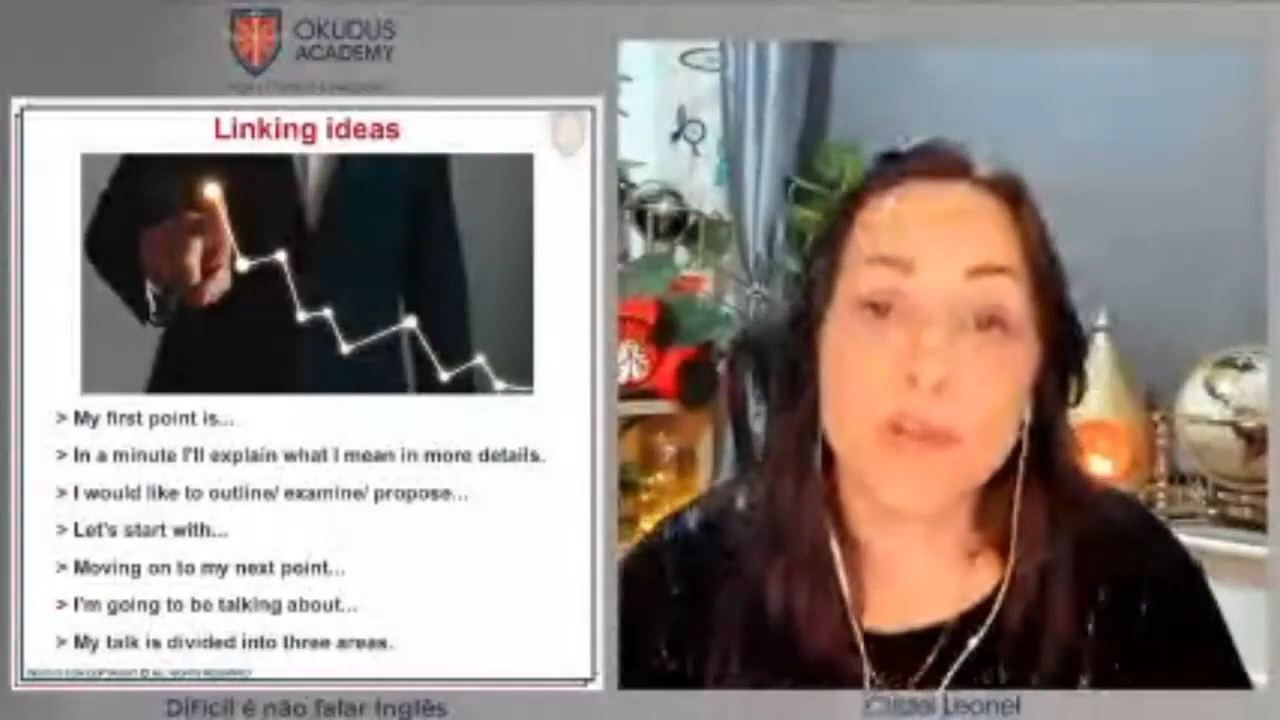 OKUDUS
ACADEMY
Linking ideas
> My first point is...
> In a minute I'll explain what I mean in more details.
> I would like to outline/ examine/ propose...
> Let's start with...
> Moving on to my next point...
> I'm going to be talking about...
> My talk is divided into three areas.
Difícil é não falar Inglês
Leonel